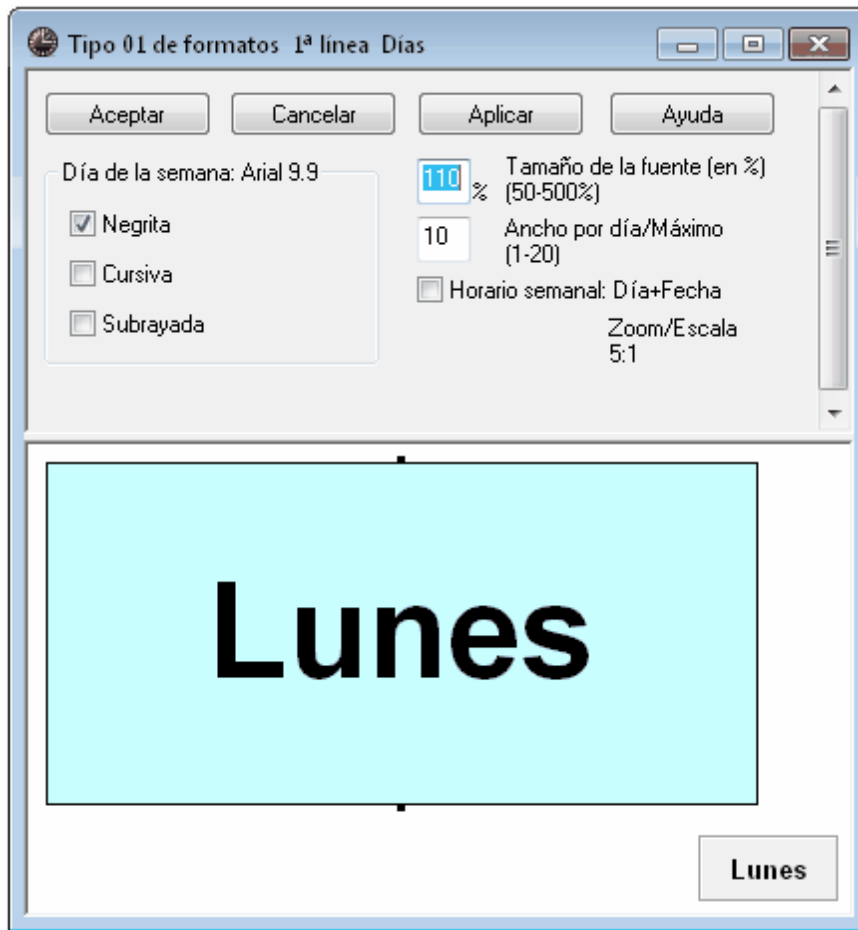 Tipo 01 de formatos 1ª línea Días
Aceptar Cancelar Aplicar Ayuda
Día de la semana: Arial 9.9
Negrita
Cursiva
Subrayada
110 % Tamaño de la fuente (en %)
(50-500%)
10 Ancho por día/Máximo
(1-20)
Horario semanal: Día+Fecha
Zoom/Escala
5:1
Lunes
Lunes